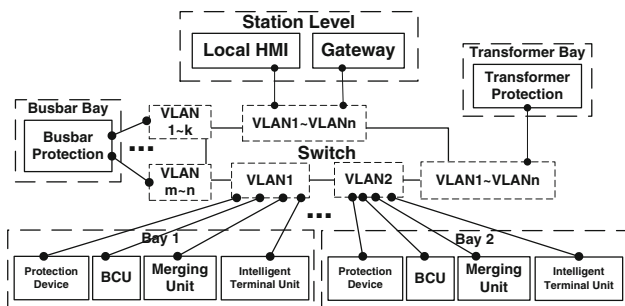 Station Level
Local HMI
Gateway
Transformer Bay
Transformer
Protection
Busbar Bay
Busbar
Protection
VLAN
1~k
VLAN1~VLANn
Switch
VLAN
m~n
VLAN1
VLAN2
VLAN1~VLANn
Bay 1
Protection
Device
BCU
Merging
Unit
Intelligent
Terminal Unit
Bay 2
Protection
Device
BCU
Merging
Unit
Intelligent
Terminal Unit